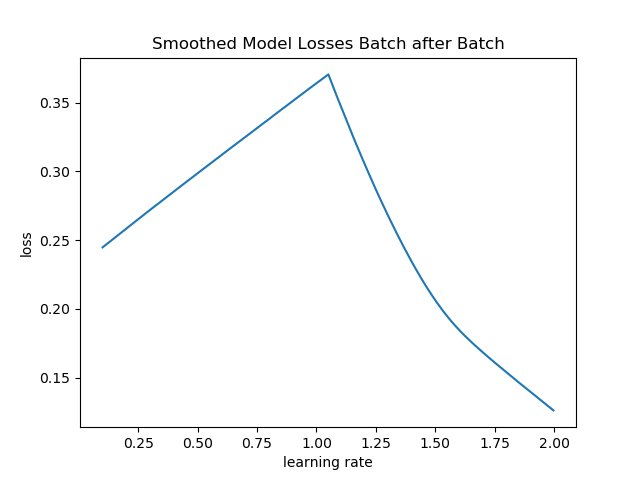 Smoothed Model Losses Batch after Batch
0.35
0.30
0.25
0.20
0.15
loss
0.25 0.50 0.75 1.00 1.25 1.50 1.75 2.00
learning rate